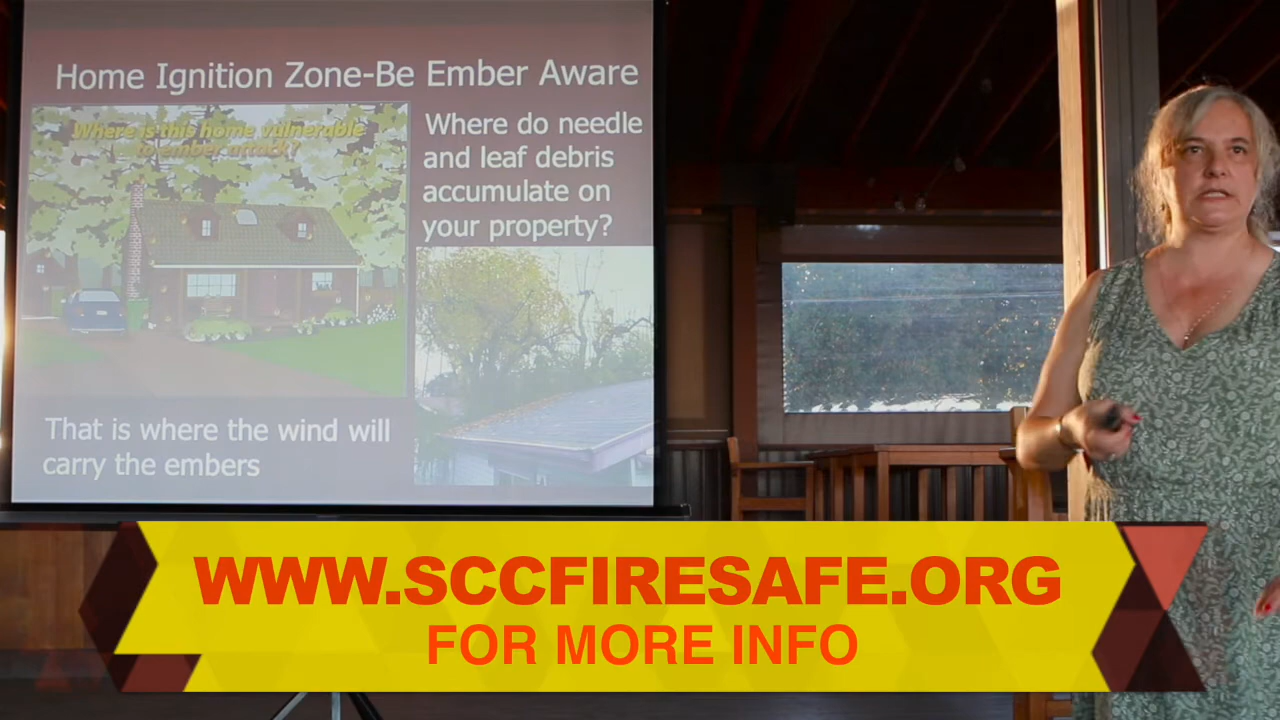 Home Ignition Zone-Be Ember Aware
Where is this home vulnerable
to ember attack?
Where do needle
and leaf debris
accumulate on
your property?
That is where the wind will
carry the embers
WWW.SCCFIRESAFE.ORG
FOR MORE INFO